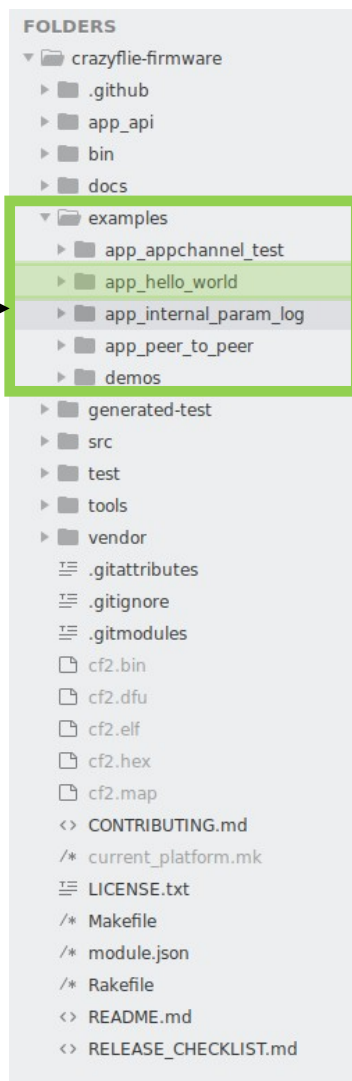 FOLDERS
crazyflie-firmware
.github
app_api
bin
docs
examples
app_appchannel_test
app_hello_world
app_internal_param_log
app_peer_to_peer
demos
generated-test
src
test
tools
vendor
.gitattributes
.gitignore
.gitmodules
cf2.bin
cf2.dfu
cf2.elf
cf2.hex
cf2.map
<> CONTRIBUTING.md
/* current_platform.mk
LICENSE.txt
/* Makefile
/* module.json
/* Rakefile
<> README.md
<> RELEASE_CHECKLIST.md